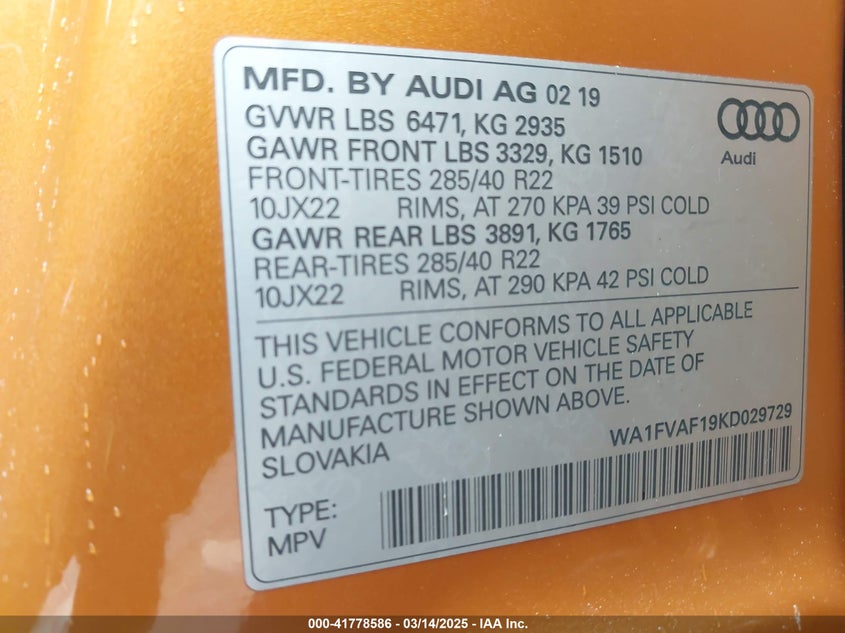 MFD. BY AUDI AG 02 19
GVWR LBS 6471, KG 2935
GAWR FRONT LBS 3329, KG 1510
FRONT-TIRES 285/40 R22
10JX22 RIMS, AT 270 KPA 39 PSI COLD
GAWR REAR LBS 3891, KG 1765
REAR-TIRES 285/40 R22
10JX22 RIMS, AT 290 KPA 42 PSI COLD
Audi
THIS VEHICLE CONFORMS TO ALL APPLICABLE
U.S. FEDERAL MOTOR VEHICLE SAFETY
STANDARDS IN EFFECT ON THE DATE OF
MANUFACTURE SHOWN ABOVE.
SLOVAKIA
WA1FVAF19KD029729
TYPE:
MPV
000-41778586 - 03/14/2025 - IAA Inc.